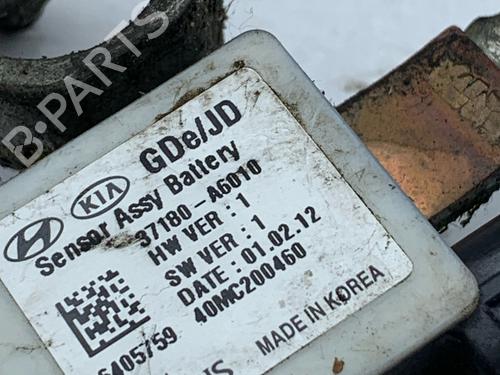 B-PARTS
GDe/JD
KIA
Sensor Assy Battery
37180-A6010
HW VER : 1
SW VER : 1
DATE : 01.02.12
40MC200460
6405759
MADE IN KOREA